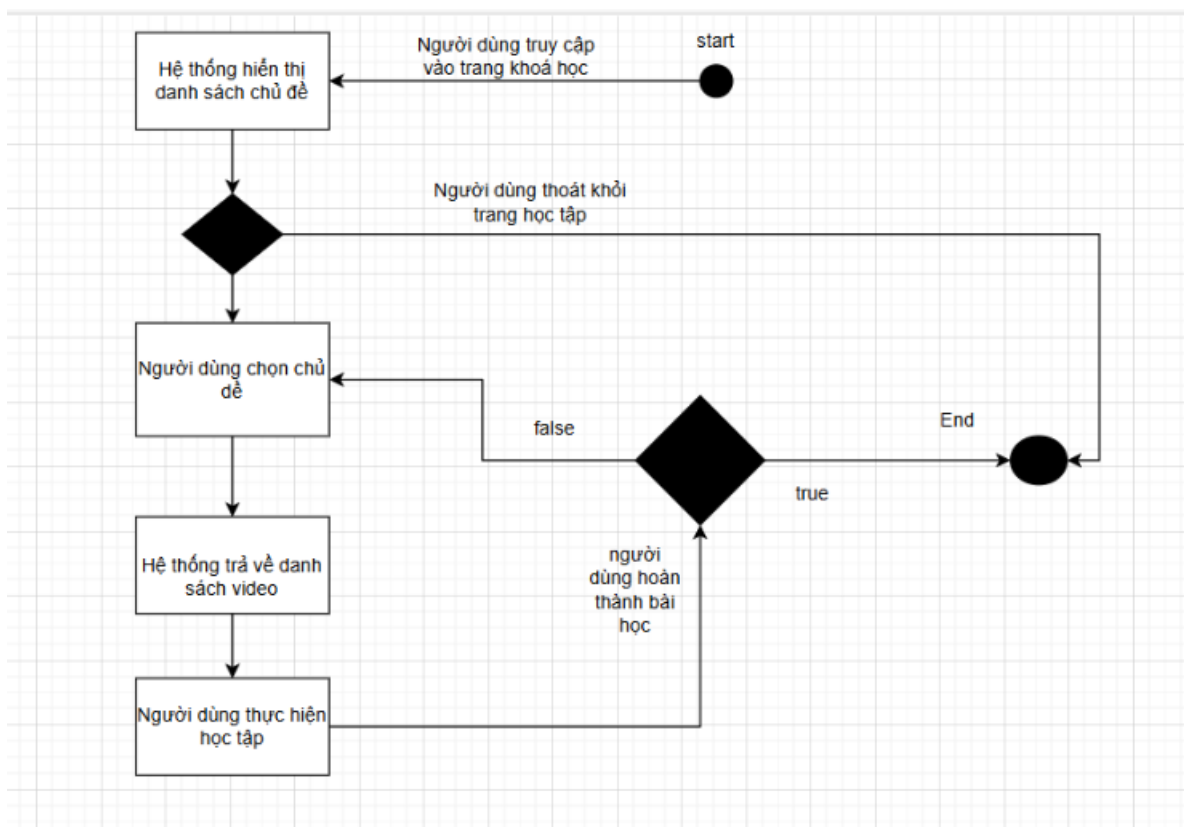 start
Người dùng truy cập
vào trang khoá học
Hệ thống hiển thị
danh sách chủ đề
Người dùng thoát khỏi
trang học tập
Người dùng chọn chủ
đề
false
End
true
Hệ thống trả về danh
sách video
người
dùng hoàn
thành bài
học
Người dùng thực hiện
học tập